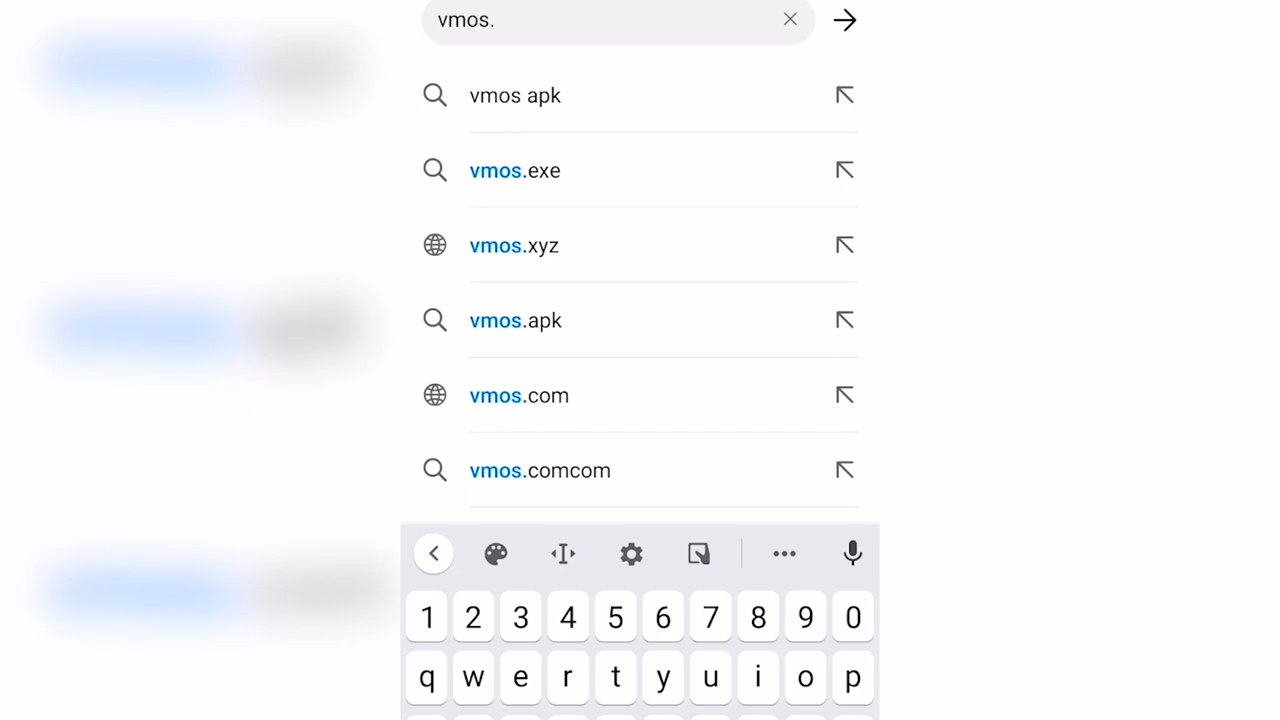 vmos.
vmos apk
vmos.exe
vmos.xyz
vmos.apk
vmos.com
vmos.comcom
1 2 3 4 5 6 7 8 9 0
q w e r t y u i o p